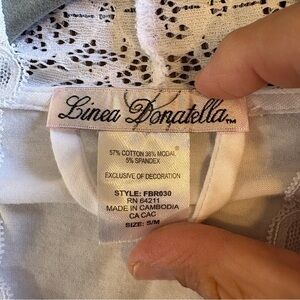 Linea Donatella™
57% COTTON 38% MODAL
5% SPANDEX
EXCLUSIVE OF DECORATION
STYLE: FBR030
RN 64211
MADE IN CAMBODIA
CA CAC
SIZE: S/M